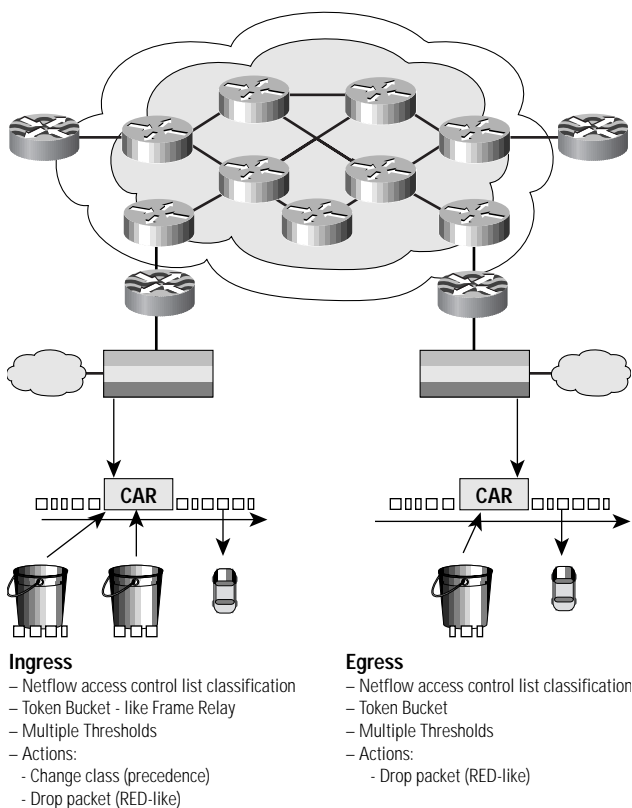 CAR
CAR
Ingress
– Netflow access control list classification
– Token Bucket - like Frame Relay
– Multiple Thresholds
– Actions:
- Change class (precedence)
- Drop packet (RED-like)
Egress
– Netflow access control list classification
– Token Bucket
– Multiple Thresholds
– Actions:
- Drop packet (RED-like)